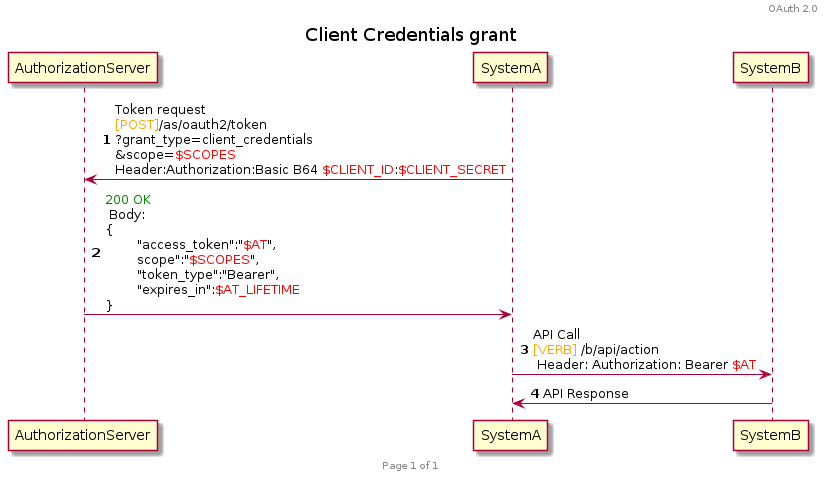 OAuth 2.0
Client Credentials grant
AuthorizationServer SystemA SystemB
Token request
[POST]/as/oauth2/token
1 ?grant_type=client_credentials
&scope=$SCOPES
Header:Authorization:Basic B64 $CLIENT_ID:$CLIENT_SECRET
200 OK
Body:
{
"access_token":"$AT",
2 scope":"$SCOPES",
"token_type":"Bearer",
"expires_in":$AT_LIFETIME
}
API Call
3 [VERB] /b/api/action
Header: Authorization: Bearer $AT
4 API Response
AuthorizationServer SystemA SystemB
Page 1 of 1